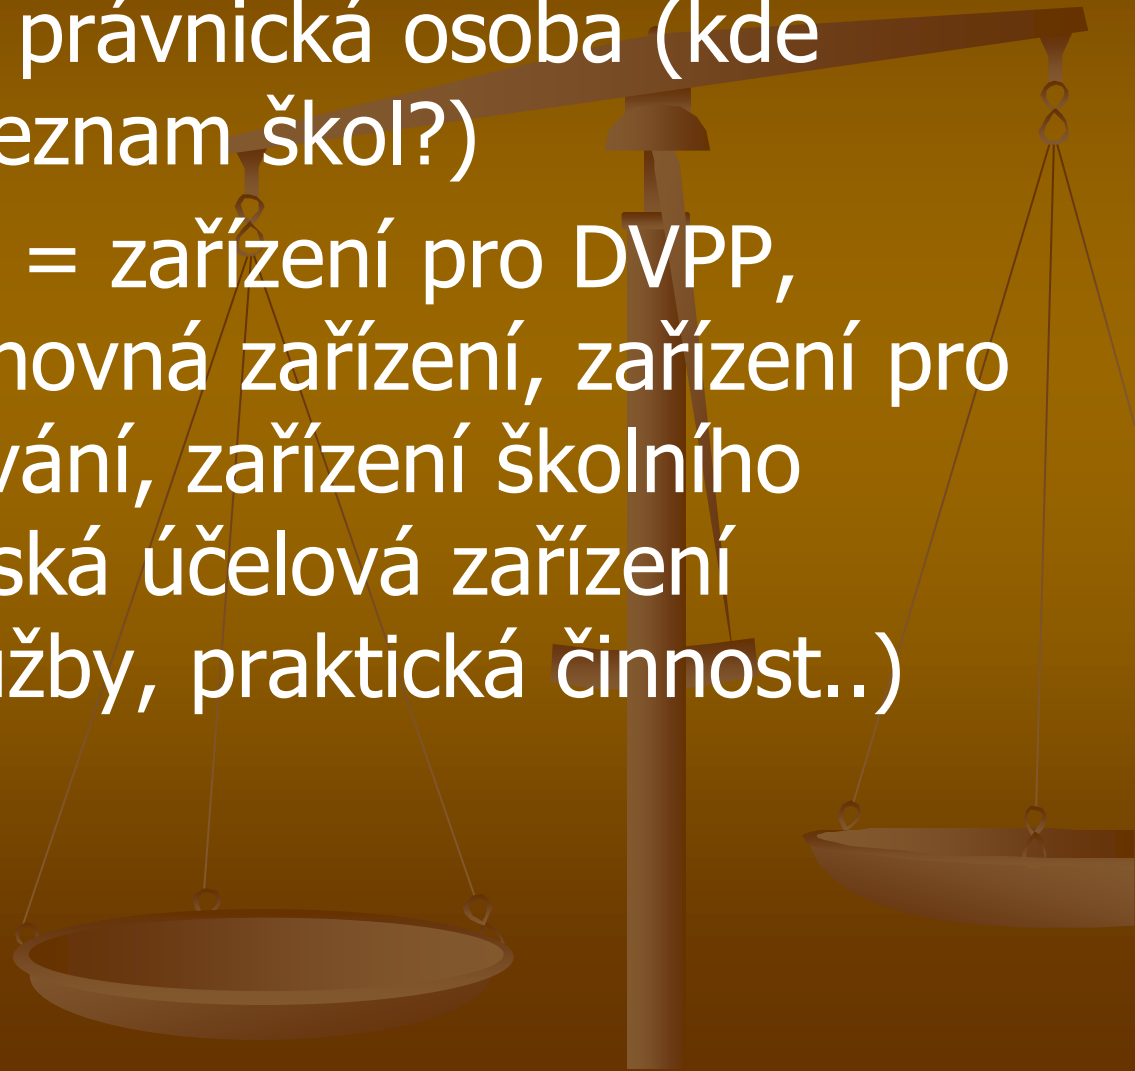 právnická osoba (kde
eznam škol?)
= zařízení pro DVPP,
hovná zařízení, zařízení pro
vání, zařízení školního
ská účelová zařízení
žby, praktická činnost..)